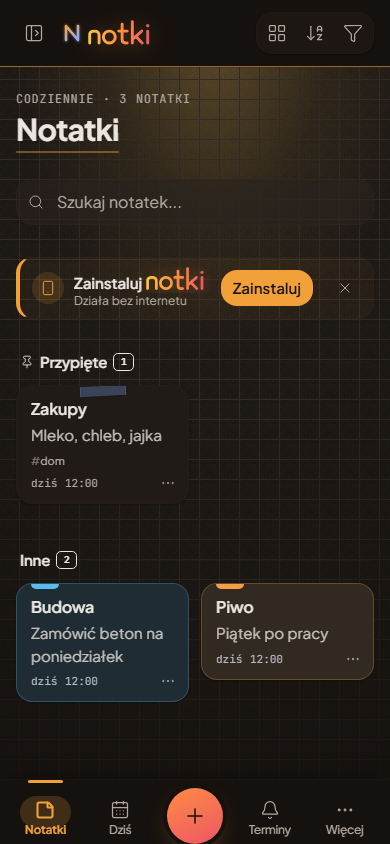 N notki
CODZIENNIE · 3 NOTATKI
Notatki
Szukaj notatek...
Zainstaluj notki
Działa bez internetu
Zainstaluj
Przypięte 1
Zakupy
Mleko, chleb, jajka
#dom
dziś 12:00
Inne 2
Budowa
Zamówić beton na
poniedziałek
dziś 12:00
Piwo
Piątek po pracy
dziś 12:00
Notatki
Dziś
Terminy
Więcej